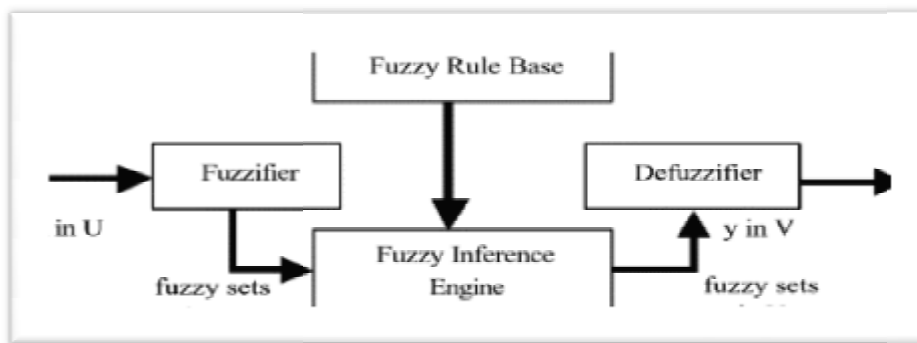 Fuzzy Rule Base
Fuzzifier
Defuzzifier
in U
y in V
Fuzzy Inference
Engine
fuzzy sets
fuzzy sets